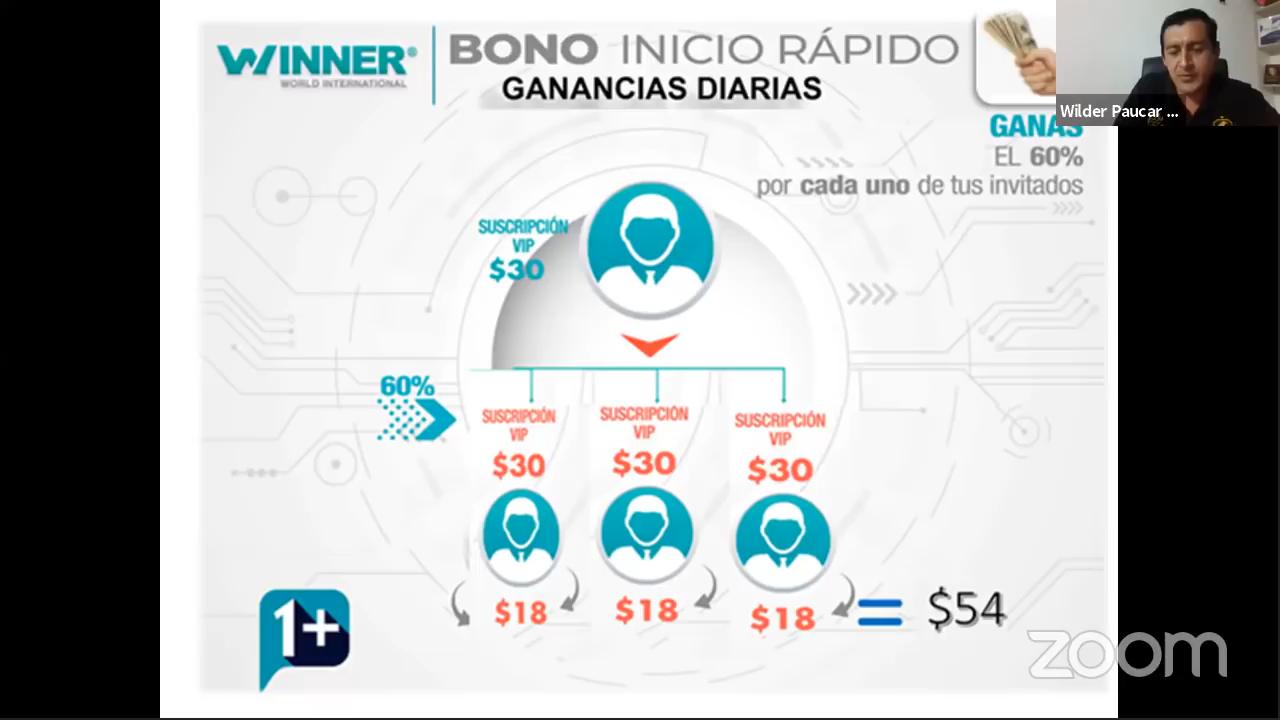 WINNER®
WORLD INTERNATIONAL
BONO INICIO RÁPIDO
GANANCIAS DIARIAS
Wilder Paucar ...
GANAS
EL 60%
por cada uno de tus invitados
SUSCRIPCIÓN
VIP
$30
60%
SUSCRIPCIÓN
VIP
$30
SUSCRIPCIÓN
VIP
$30
SUSCRIPCIÓN
VIP
$30
$18
$18
$18
= $54
1+
zoom